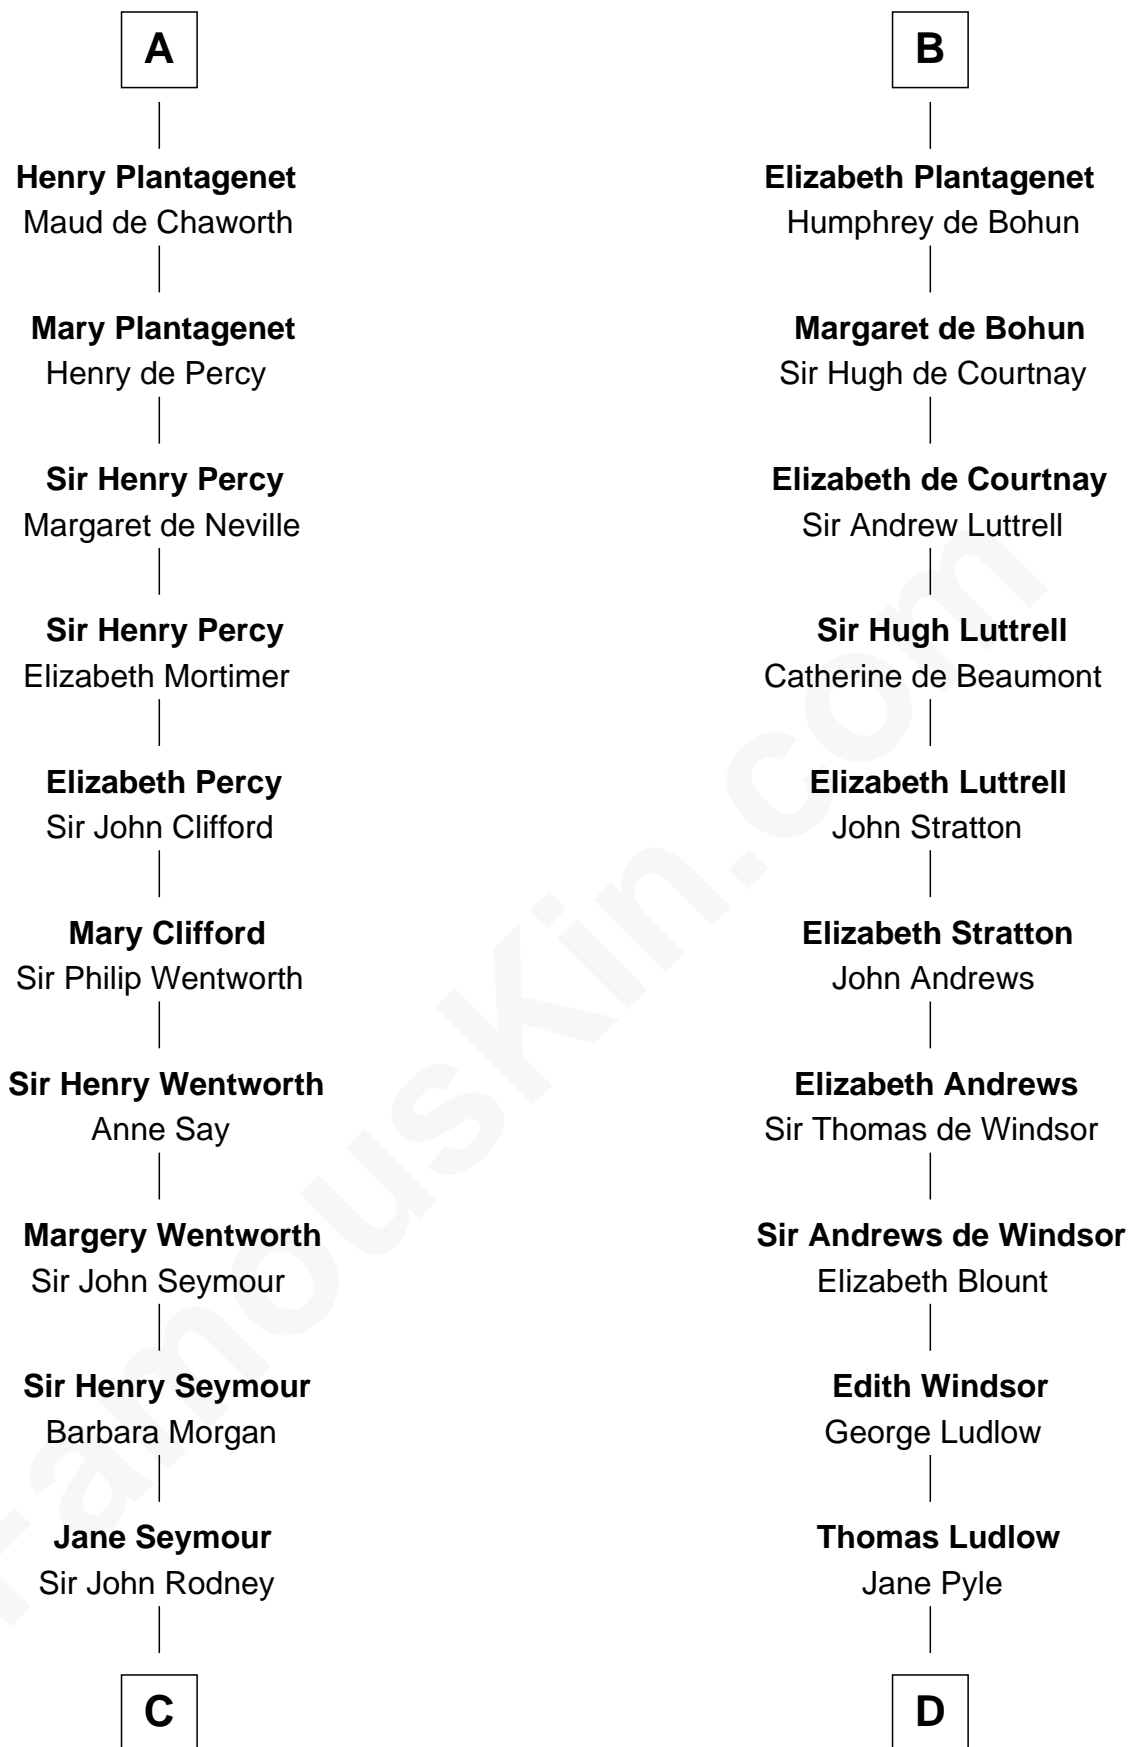 A
Henry Plantagenet
Maud de Chaworth
Mary Plantagenet
Henry de Percy
Sir Henry Percy
Margaret de Neville
Sir Henry Percy
Elizabeth Mortimer
Elizabeth Percy
Sir John Clifford
Mary Clifford
Sir Philip Wentworth
Sir Henry Wentworth
Anne Say
Margery Wentworth
Sir John Seymour
Sir Henry Seymour
Barbara Morgan
Jane Seymour
Sir John Rodney
C
B
Elizabeth Plantagenet
Humphrey de Bohun
Margaret de Bohun
Sir Hugh de Courtnay
Elizabeth de Courtnay
Sir Andrew Luttrell
Sir Hugh Luttrell
Catherine de Beaumont
Elizabeth Luttrell
John Stratton
Elizabeth Stratton
John Andrews
Elizabeth Andrews
Sir Thomas de Windsor
Sir Andrews de Windsor
Elizabeth Blount
Edith Windsor
George Ludlow
Thomas Ludlow
Jane Pyle
D
FamousKin.com